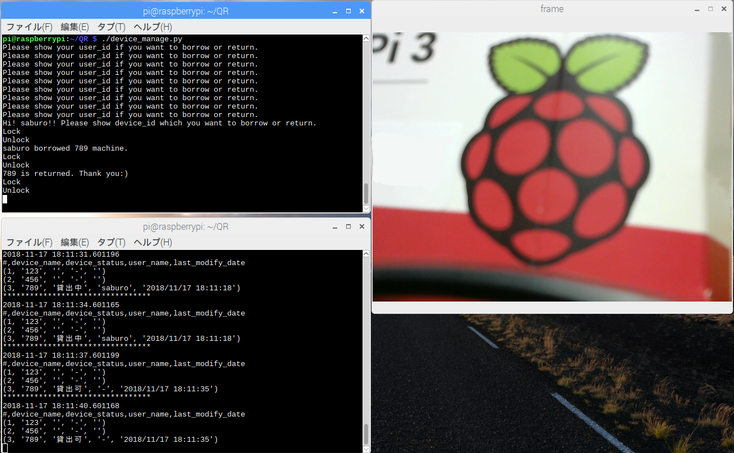 pi@raspberrypi: ~/QR
ファイル(F) 編集(E) タブ(T) ヘルプ(H)
pi@raspberrypi:~/QR $ ./device_manage.py
Please show your user_id if you want to borrow or return.
Please show your user_id if you want to borrow or return.
Please show your user_id if you want to borrow or return.
Please show your user_id if you want to borrow or return.
Please show your user_id if you want to borrow or return.
Please show your user_id if you want to borrow or return.
Please show your user_id if you want to borrow or return.
Please show your user_id if you want to borrow or return.
Please show your user_id if you want to borrow or return.
Hi! saburo!! Please show device_id which you want to borrow or return.
Lock
Unlock
saburo borrowed 789 machine.
Lock
Unlock
789 is returned. Thank you:)
Lock
Unlock
pi@raspberrypi: ~/QR
ファイル(F) 編集(E) タブ(T) ヘルプ(H)
2018-11-17 18:11:31.601196
#,device_name,device_status,user_name,last_modify_date
(1, '123', '', '-', '')
(2, '456', '', '-', '')
(3, '789', '貸出中', 'saburo', '2018/11/17 18:11:18')
*********************************
2018-11-17 18:11:34.601165
#,device_name,device_status,user_name,last_modify_date
(1, '123', '', '-', '')
(2, '456', '', '-', '')
(3, '789', '貸出中', 'saburo', '2018/11/17 18:11:18')
*********************************
2018-11-17 18:11:37.601199
#,device_name,device_status,user_name,last_modify_date
(1, '123', '', '-', '')
(2, '456', '', '-', '')
(3, '789', '貸出可', '-', '2018/11/17 18:11:35')
*********************************
2018-11-17 18:11:40.601168
#,device_name,device_status,user_name,last_modify_date
(1, '123', '', '-', '')
(2, '456', '', '-', '')
(3, '789', '貸出可', '-', '2018/11/17 18:11:35')
frame
Pi 3